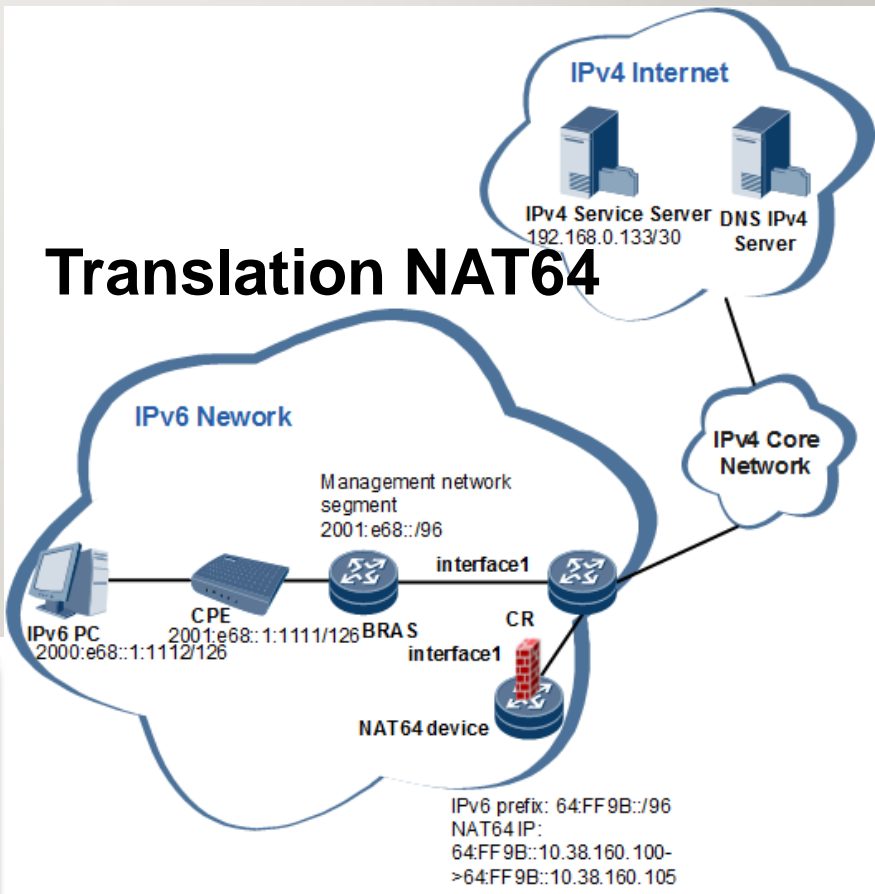 IPv4 Internet
IPv4 Service Server
192.168.0.133/30
DNS IPv4
Server
Translation NAT64
IPv6 Nework
IPv4 Core
Network
Management network
segment
2001:e68::/96
interface1
IPv6 PC
2000:e68::1:1112/126
CPE
2001:e68::1:1111/126
BRAS
CR
interface1
NAT64 device
IPv6 prefix: 64:FF9B::/96
NAT64 IP:
64:FF9B::10.38.160.100-
>64:FF9B::10.38.160.105